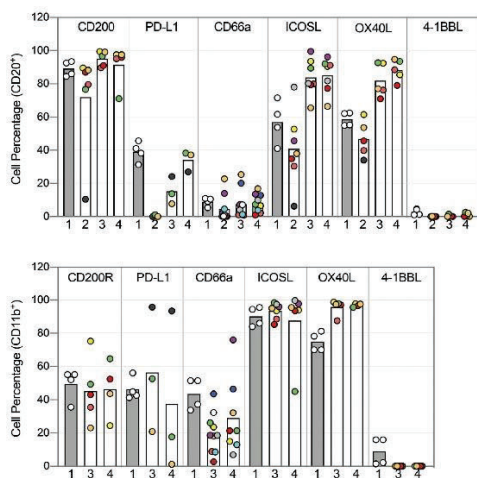 CD200 PD-L1 CD66a ICOSL OX40L 4-1BBL
Cell Percentage (CD20⁺)
120
100
80
60
40
20
0
1 2 3 4 1 2 3 4 1 2 3 4 1 2 3 4 1 2 3 4 1 2 3 4
CD200R PD-L1 CD66a ICOSL OX40L 4-1BBL
Cell Percentage (CD11b⁺)
120
100
80
60
40
20
0
1 3 4 1 3 4 1 3 4 1 3 4 1 3 4 1 3 4